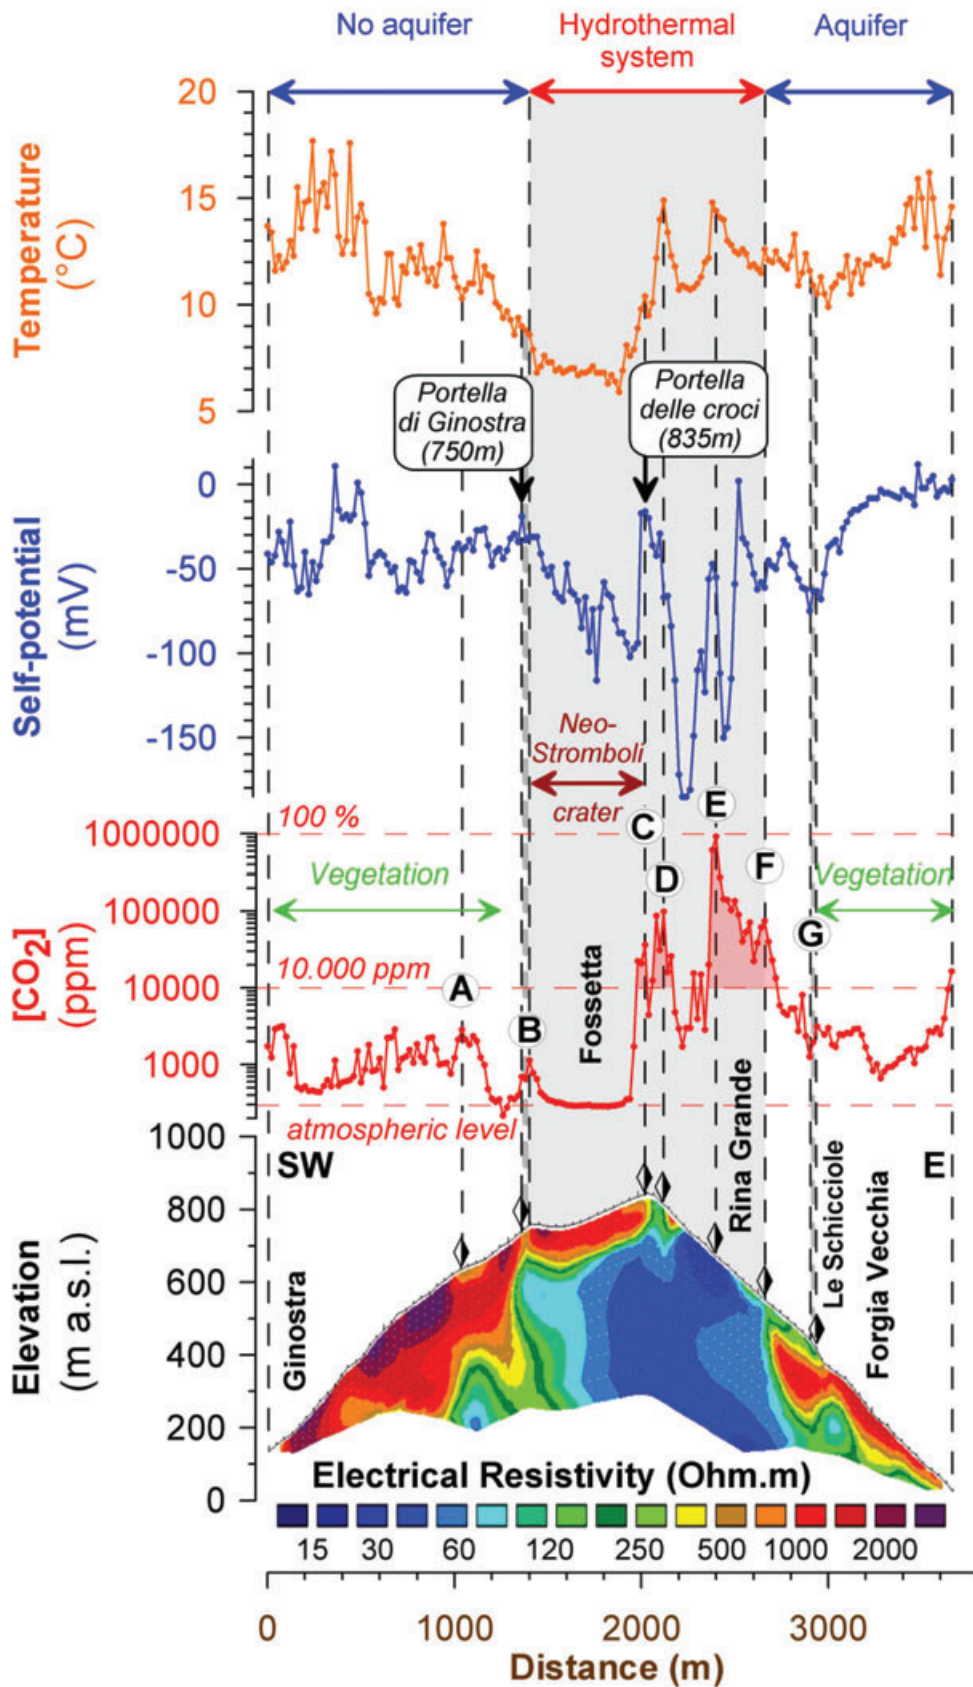 No aquifer
Hydrothermal
system
Aquifer
Temperature
(°C)
20
15
10
5
Portella
di Ginostra
(750m)
Portella
delle croci
(835m)
Self-potential
(mV)
0
-50
-100
-150
Neo-
Stromboli
crater
[CO2]
(ppm)
1000000
100000
10000
1000
100 %
Vegetation
10.000 ppm
atmospheric level
Vegetation
A
B
C
D
E
F
G
Fossetta
Rina Grande
Le Schicciole
Forgia Vecchia
Ginostra
SW
E
Elevation
(m a.s.l.)
1000
800
600
400
200
0
Electrical Resistivity (Ohm.m)
15 30 60 120 250 500 1000 2000
0 1000 2000 3000
Distance (m)